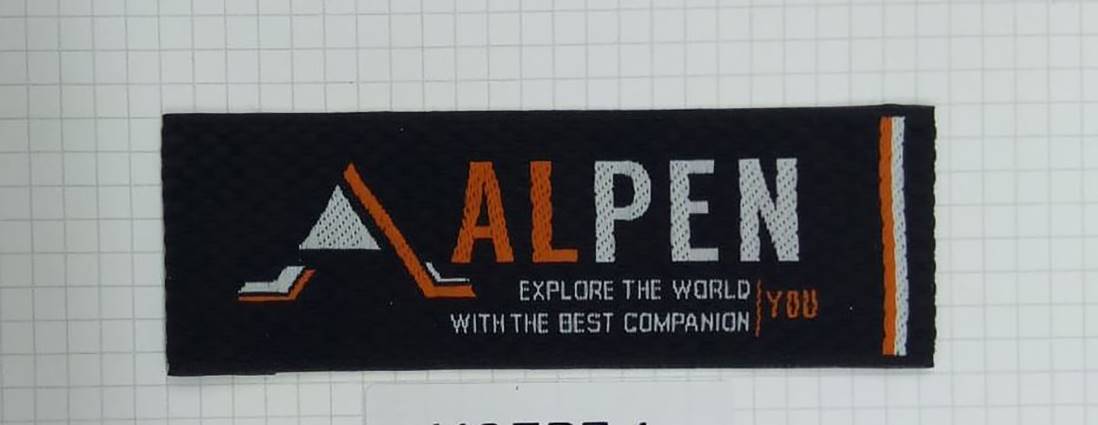 ALPEN
EXPLORE THE WORLD
WITH THE BEST COMPANION
YOU